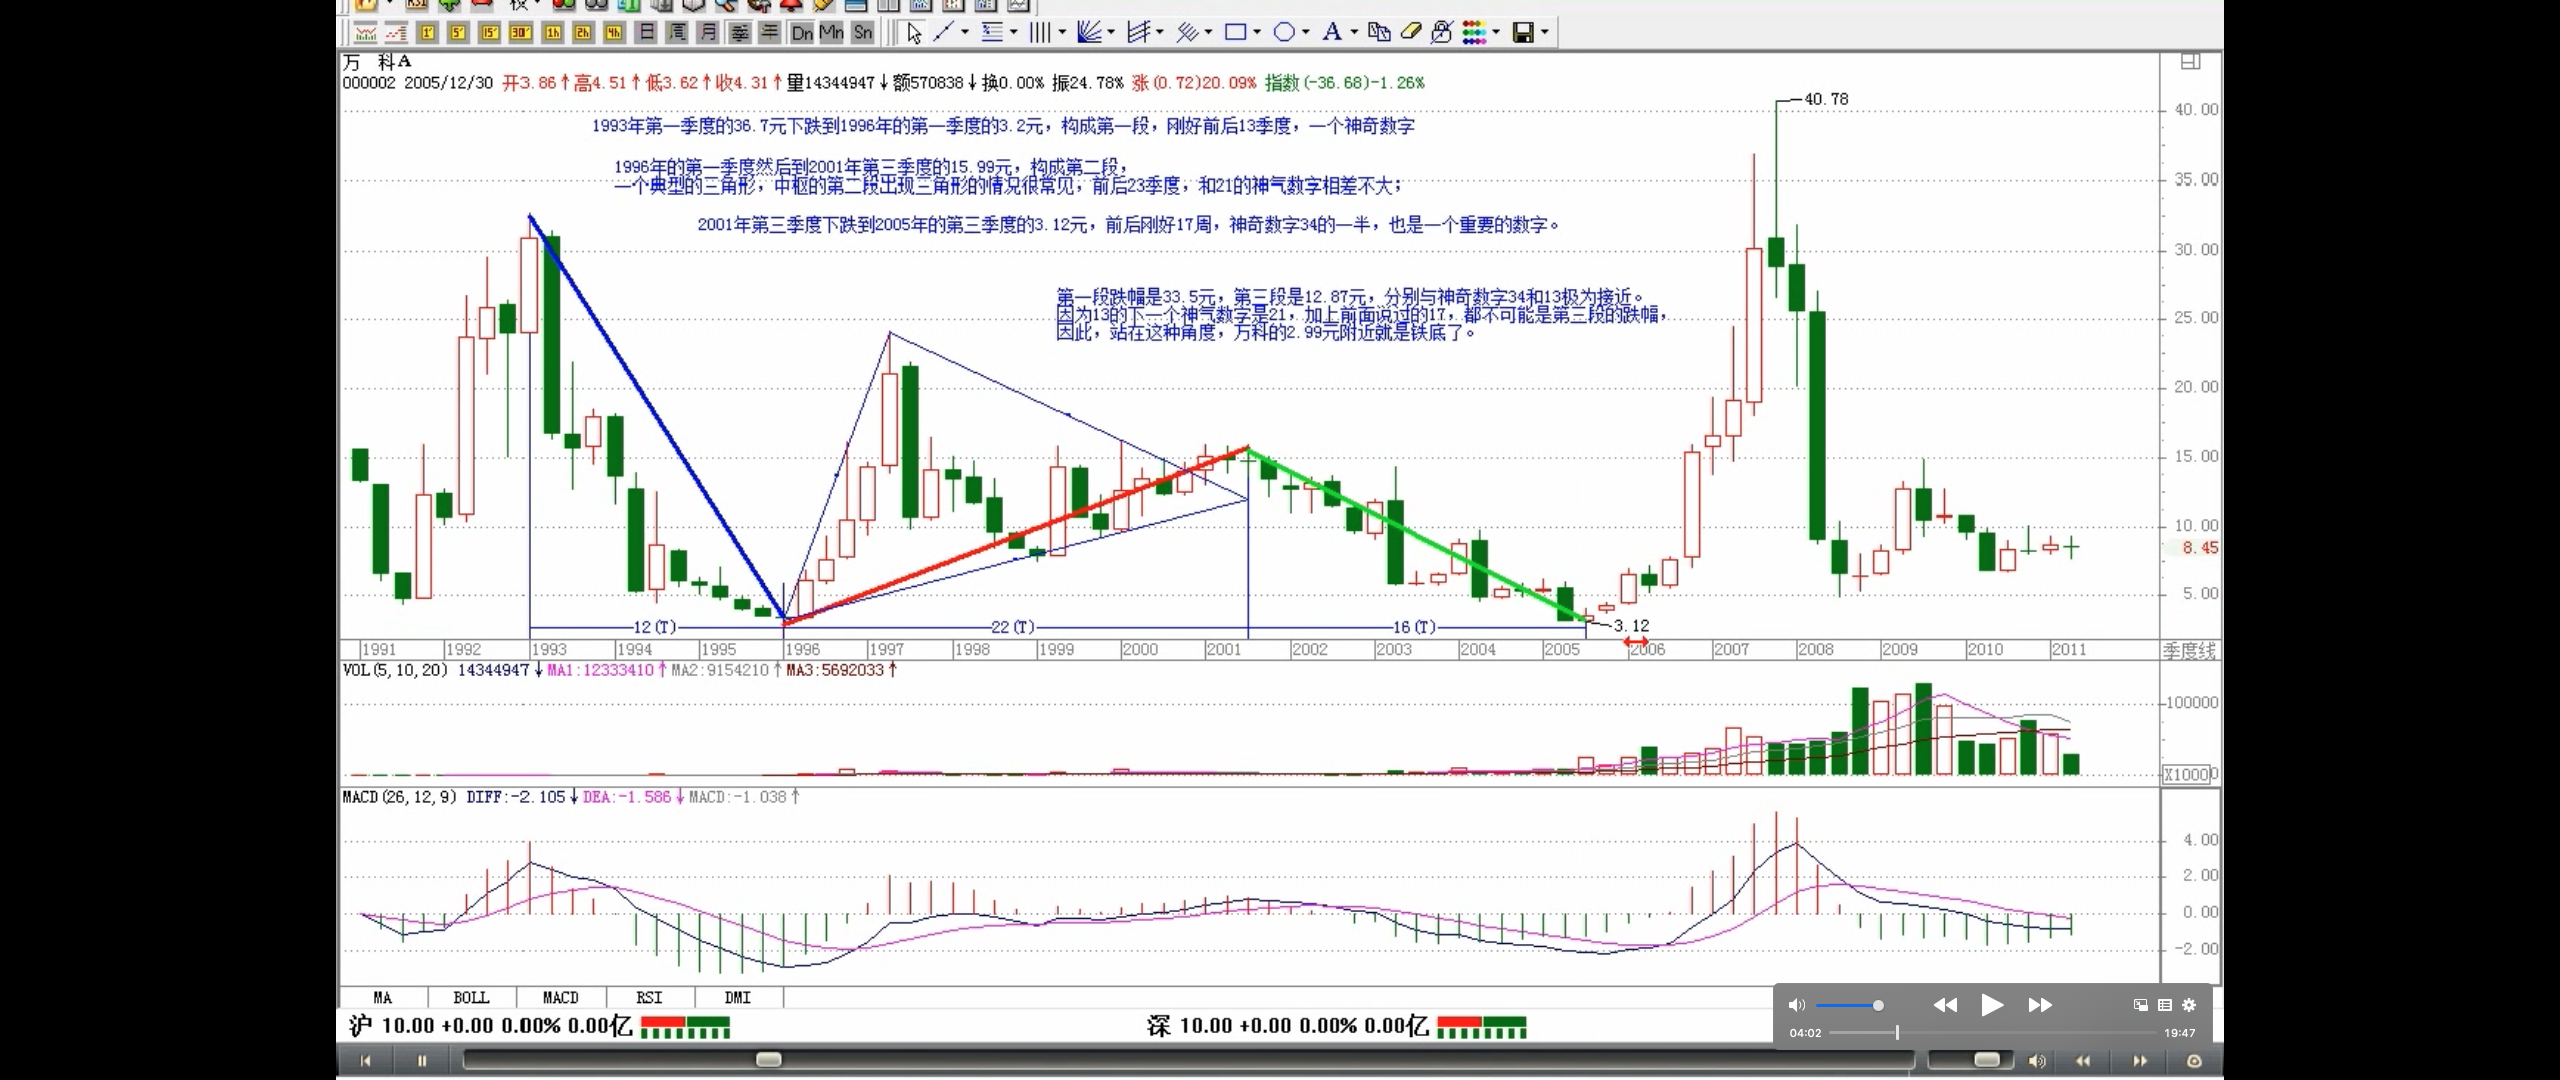 RSI 权
1' 5' 15' 30' 1h 2h 4h 日 周 月 季 年 Dn Mn Sn A
万 科A
000002 2005/12/30 开3.86↑高4.51↑低3.62↑收4.31↑量14344947↓额570838↓换0.00% 振24.78% 涨(0.72)20.09% 指数(-36.68)-1.26%
40.78
40.00
1993年第一季度的36.7元下跌到1996年的第一季度的3.2元，构成第一段，刚好前后13季度，一个神奇数字
1996年的第一季度然后到2001年第三季度的15.99元，构成第二段，
一个典型的三角形，中枢的第二段出现三角形的情况很常见，前后23季度，和21的神气数字相差不大；
35.00
2001年第三季度下跌到2005年的第三季度的3.12元，前后刚好17周，神奇数字34的一半，也是一个重要的数字。
30.00
第一段跌幅是33.5元，第三段是12.87元，分别与神奇数字34和13极为接近。
因为13的下一个神气数字是21，加上前面说过的17，都不可能是第三段的跌幅，
因此，站在这种角度，万科的2.99元附近就是铁底了。
25.00
20.00
15.00
10.00
8.45
5.00
12(T) 22(T) 16(T) 3.12
1991 1992 1993 1994 1995 1996 1997 1998 1999 2000 2001 2002 2003 2004 2005 2006 2007 2008 2009 2010 2011 季度线
VOL(5,10,20) 14344947↓MA1:12333410↑MA2:9154210↑MA3:5692033↑
100000
X10000
MACD(26,12,9) DIFF:-2.105↓DEA:-1.586↓MACD:-1.038↑
4.00
2.00
0.00
-2.00
MA BOLL MACD RSI DMI
沪 10.00 +0.00 0.00% 0.00亿 深 10.00 +0.00 0.00% 0.00亿
04:02 19:47